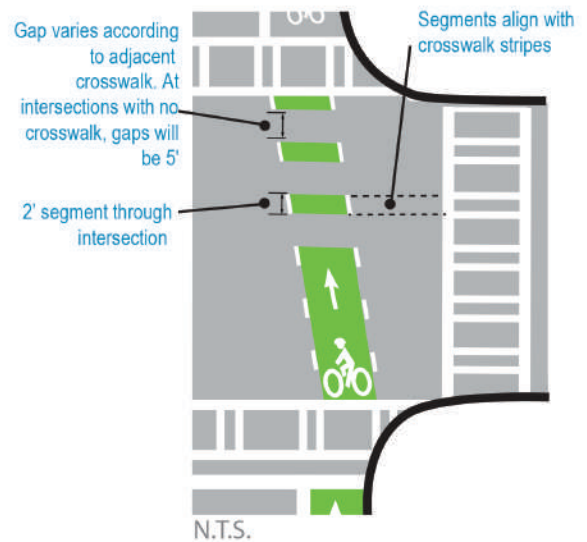 Gap varies according
to adjacent
crosswalk. At
intersections with no
crosswalk, gaps will
be 5'
Segments align with
crosswalk stripes
2' segment through
intersection
N.T.S.